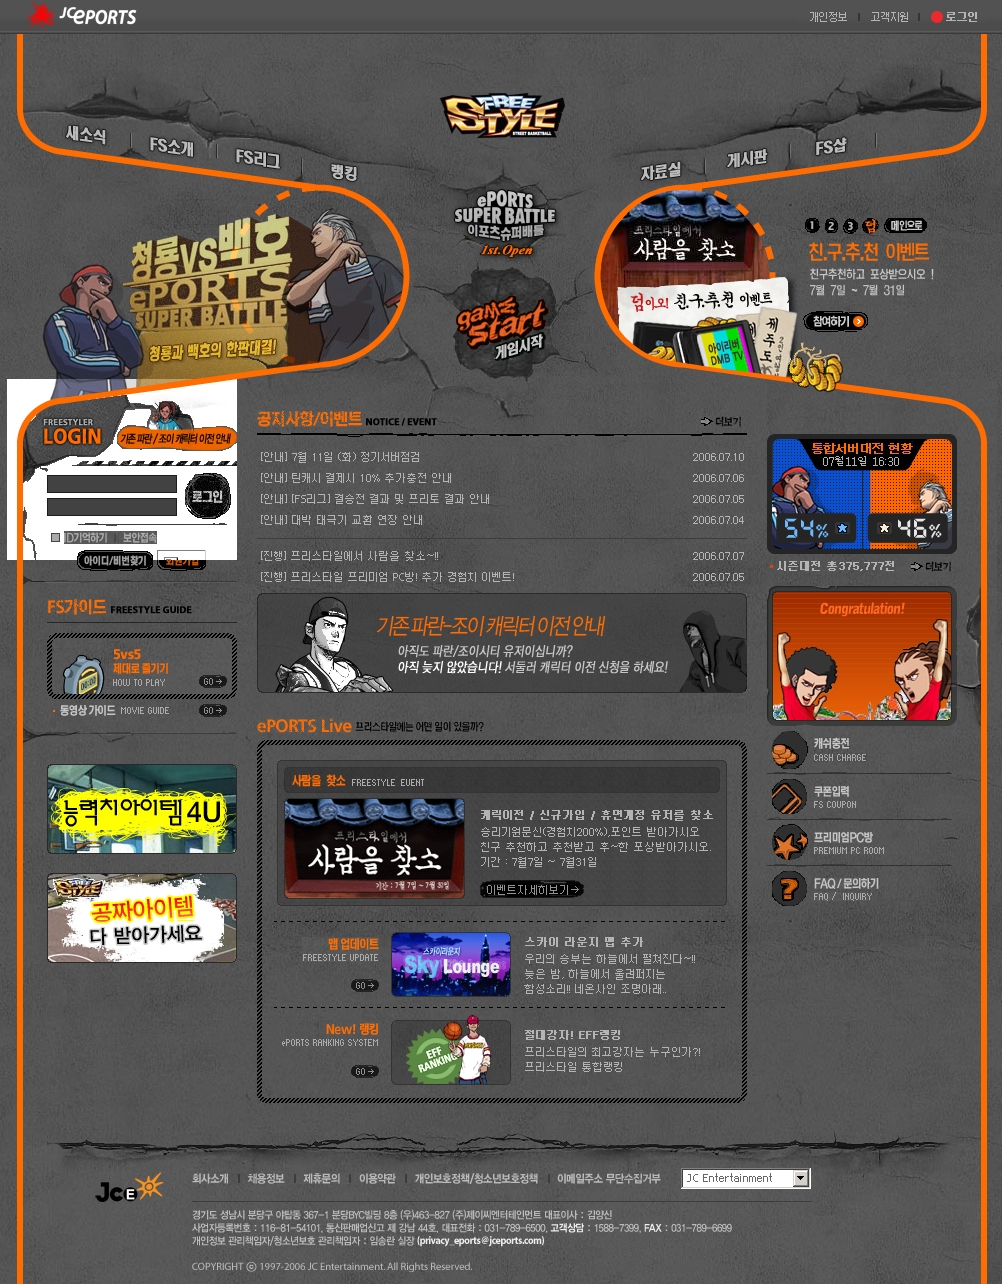 JCePORTS
개인정보 고객지원 로그인
FREE STYLE
STREET BASKETBALL
새소식 FS소개 FS리그 랭킹
자료실 게시판 FS샵
ePORTS
SUPER BATTLE
이포츠슈퍼배틀
1st.Open
청룡VS백호
ePORTS
SUPER BATTLE
청룡과 백호의 한판대결!
game
Start
게임시작
프리스타일에서
사람을 찾소
덤이오! 친.구.추.천 이벤트
아이리버
DMB TV
1 2 3 덤 메인으로
친.구.추.천 이벤트
친구추천하고 포상받으시오 !
7월 7일 ~ 7월 31일
참여하기
FREESTYLER
LOGIN
기존 파란 / 조이 캐릭터 이전 안내
로그인
ID기억하기 보안접속
아이디/비번찾기 회원가입
공지사항/이벤트 NOTICE / EVENT 더보기
[안내] 7월 11일 (화) 정기서버점검 2006.07.10
[안내] 틴캐시 결제시 10% 추가충전 안내 2006.07.06
[안내] [FS리그] 결승전 결과 및 프리토 결과 안내 2006.07.05
[안내] 대박 태극기 교환 연장 안내 2006.07.04
[진행] 프리스타일에서 사람을 찾소~!! 2006.07.07
[진행] 프리스타일 프리미엄 PC방! 추가 경험치 이벤트! 2006.07.05
통합서버대전 현황
07월11일 16:30
54% 46%
시즌대전 총375,777전 더보기
FS가이드 FREESTYLE GUIDE
5vs5
제대로 즐기기
HOW TO PLAY GO
동영상 가이드 MOVIE GUIDE GO
기존 파란-조이 캐릭터 이전 안내
아직도 파란/조이시티 유저이십니까?
아직 늦지 않았습니다! 서둘러 캐릭터 이전 신청을 하세요!
Congratulation!
캐쉬충전
CASH CHARGE
쿠폰입력
FS COUPON
프리미엄PC방
PREMIUM PC ROOM
FAQ / 문의하기
FAQ / INQUIRY
능력치아이템 4U
STYLE
공짜아이템
다 받아가세요
ePORTS Live 프리스타일에는 어떤 일이 있을까?
사람을 찾소 FREESTYLE EVENT
프리스타일에서
사람을 찾소
기간 : 7월 7일 ~ 7월 31일
캐릭이전 / 신규가입 / 휴면계정 유저를 찾소
승리기원문신(경험치200%),포인트 받아가시오
친구 추천하고 추천받고 후~한 포상받아가시오.
기간 : 7월7일 ~ 7월31일
이벤트자세히보기
맵 업데이트
FREESTYLE UPDATE
GO
스카이라운지
Sky Lounge
스카이 라운지 맵 추가
우리의 승부는 하늘에서 펼쳐진다~!!
늦은 밤, 하늘에서 울려퍼지는
함성소리!! 네온사인 조명아래..
New! 랭킹
ePORTS RANKING SYSTEM
GO
EFF
RANKING
절대강자! EFF랭킹
프리스타일의 최고강자는 누구인가?!
프리스타일 통합랭킹
JCE
회사소개 채용정보 제휴문의 이용약관 개인보호정책/청소년보호정책 이메일주소 무단수집거부
JC Entertainment
경기도 성남시 분당구 야탑동 367-1 분당BYC빌딩 8층 (우)463-827 (주)제이씨엔터테인먼트 대표이사 : 김양신
사업자등록번호 : 116-81-54101, 통신판매업신고 제 강남 44호, 대표전화 : 031-789-6500, 고객상담 : 1588-7399, FAX : 031-789-6699
개인정보 관리책임자/청소년보호 관리책임자 : 임송란 실장 (privacy_eports@jceports.com)
COPYRIGHT ⓒ 1997-2006 JC Entertainment. All Rights Reserved.